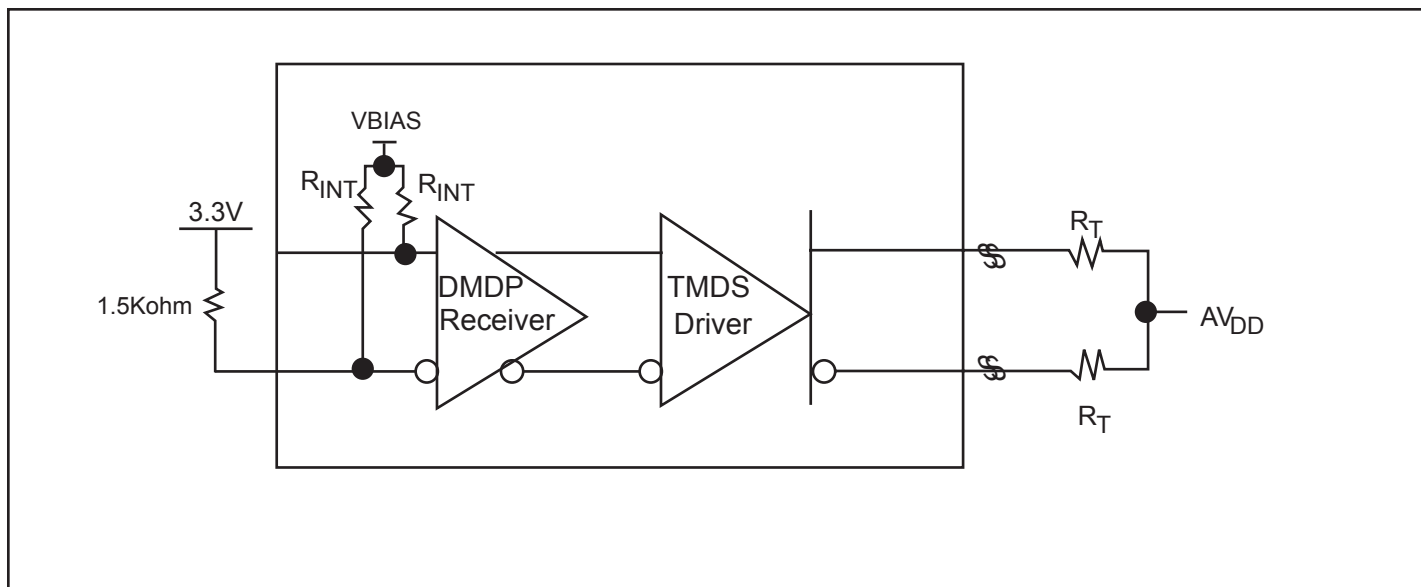 VBIAS
RINT
RINT
3.3V
1.5Kohm
DMDP
Receiver
TMDS
Driver
RT
AVDD
RT